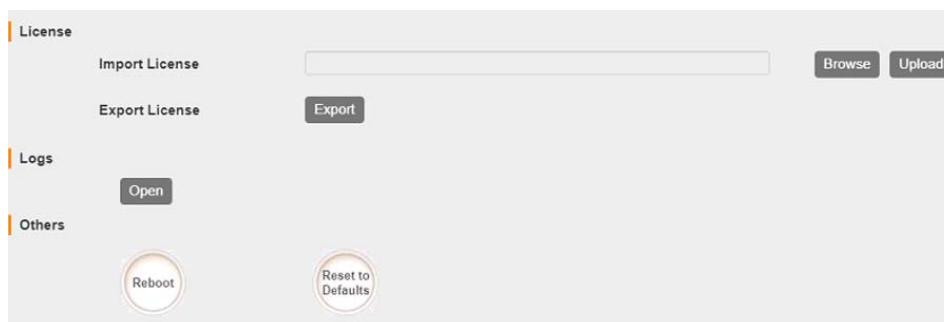 License
Import License Browse Upload
Export License Export
Logs
Open
Others
Reboot Reset to
Defaults